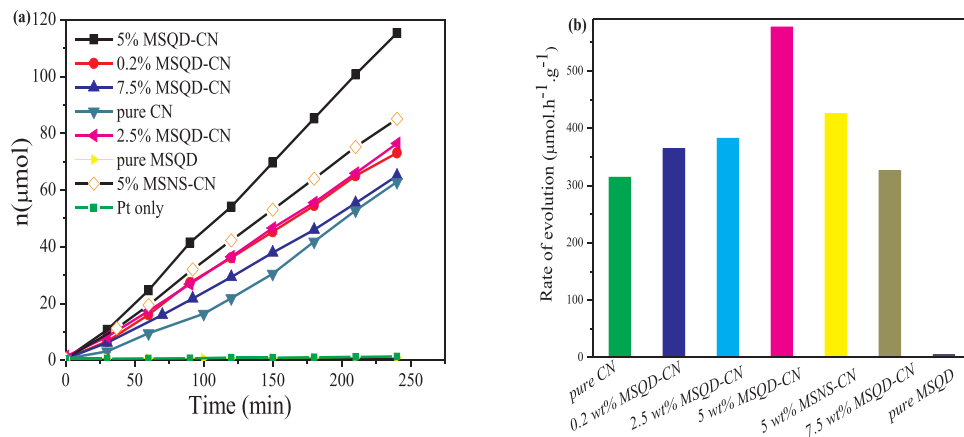 (a)
n(μmol)
120
100
80
60
40
20
0
5% MSQD-CN
0.2% MSQD-CN
7.5% MSQD-CN
pure CN
2.5% MSQD-CN
pure MSQD
5% MSNS-CN
Pt only
0 50 100 150 200 250
Time (min)
(b)
Rate of evolution (μmol.h⁻¹.g⁻¹)
500
400
300
200
100
0
pure CN
0.2 wt% MSQD-CN
2.5 wt% MSQD-CN
5 wt% MSQD-CN
5 wt% MSNS-CN
7.5 wt% MSQD-CN
pure MSQD